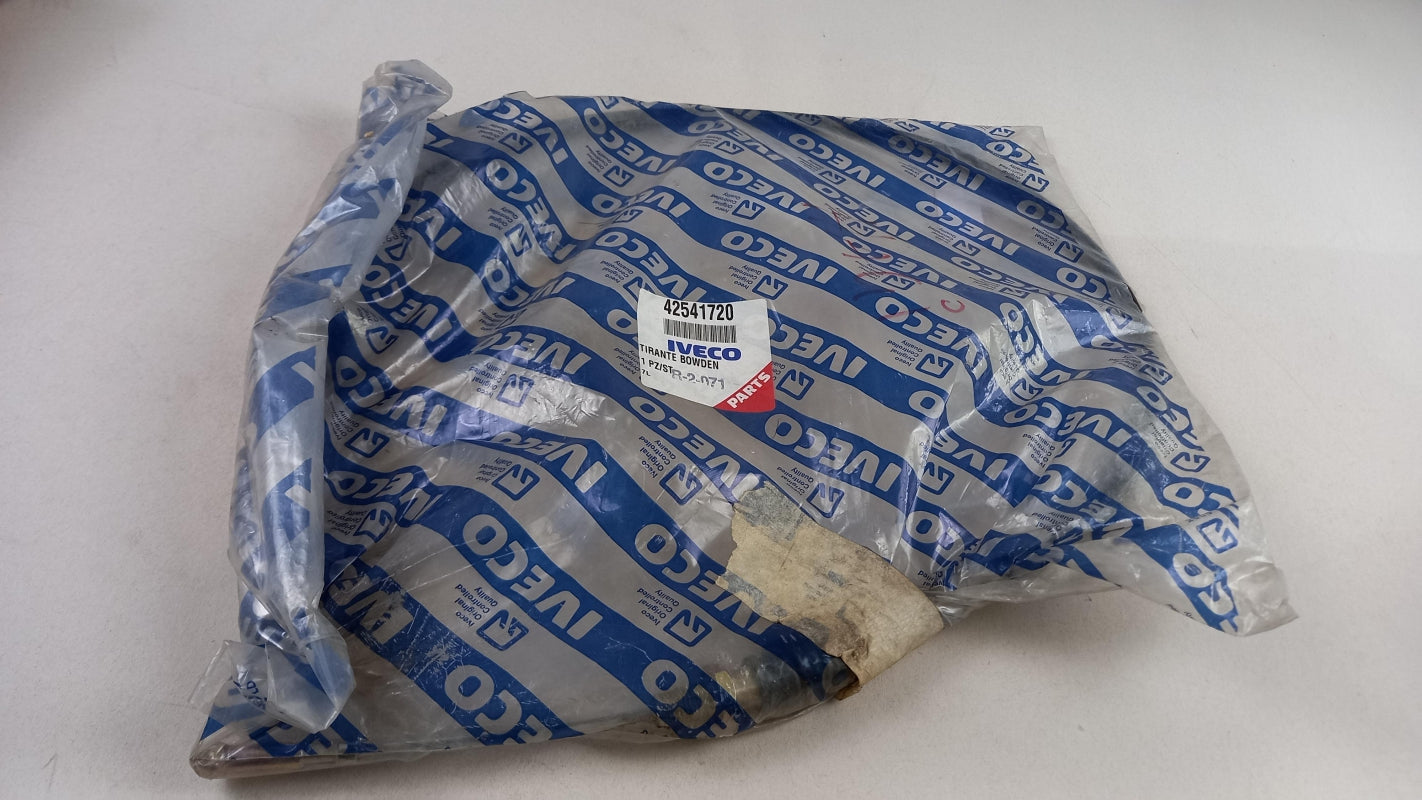 42541720
IVECO
TIRANTE BOWDEN
1 PZ/ST
R-2-071
PARTS
IVECO
Iveco
Original
Quality
Controlled